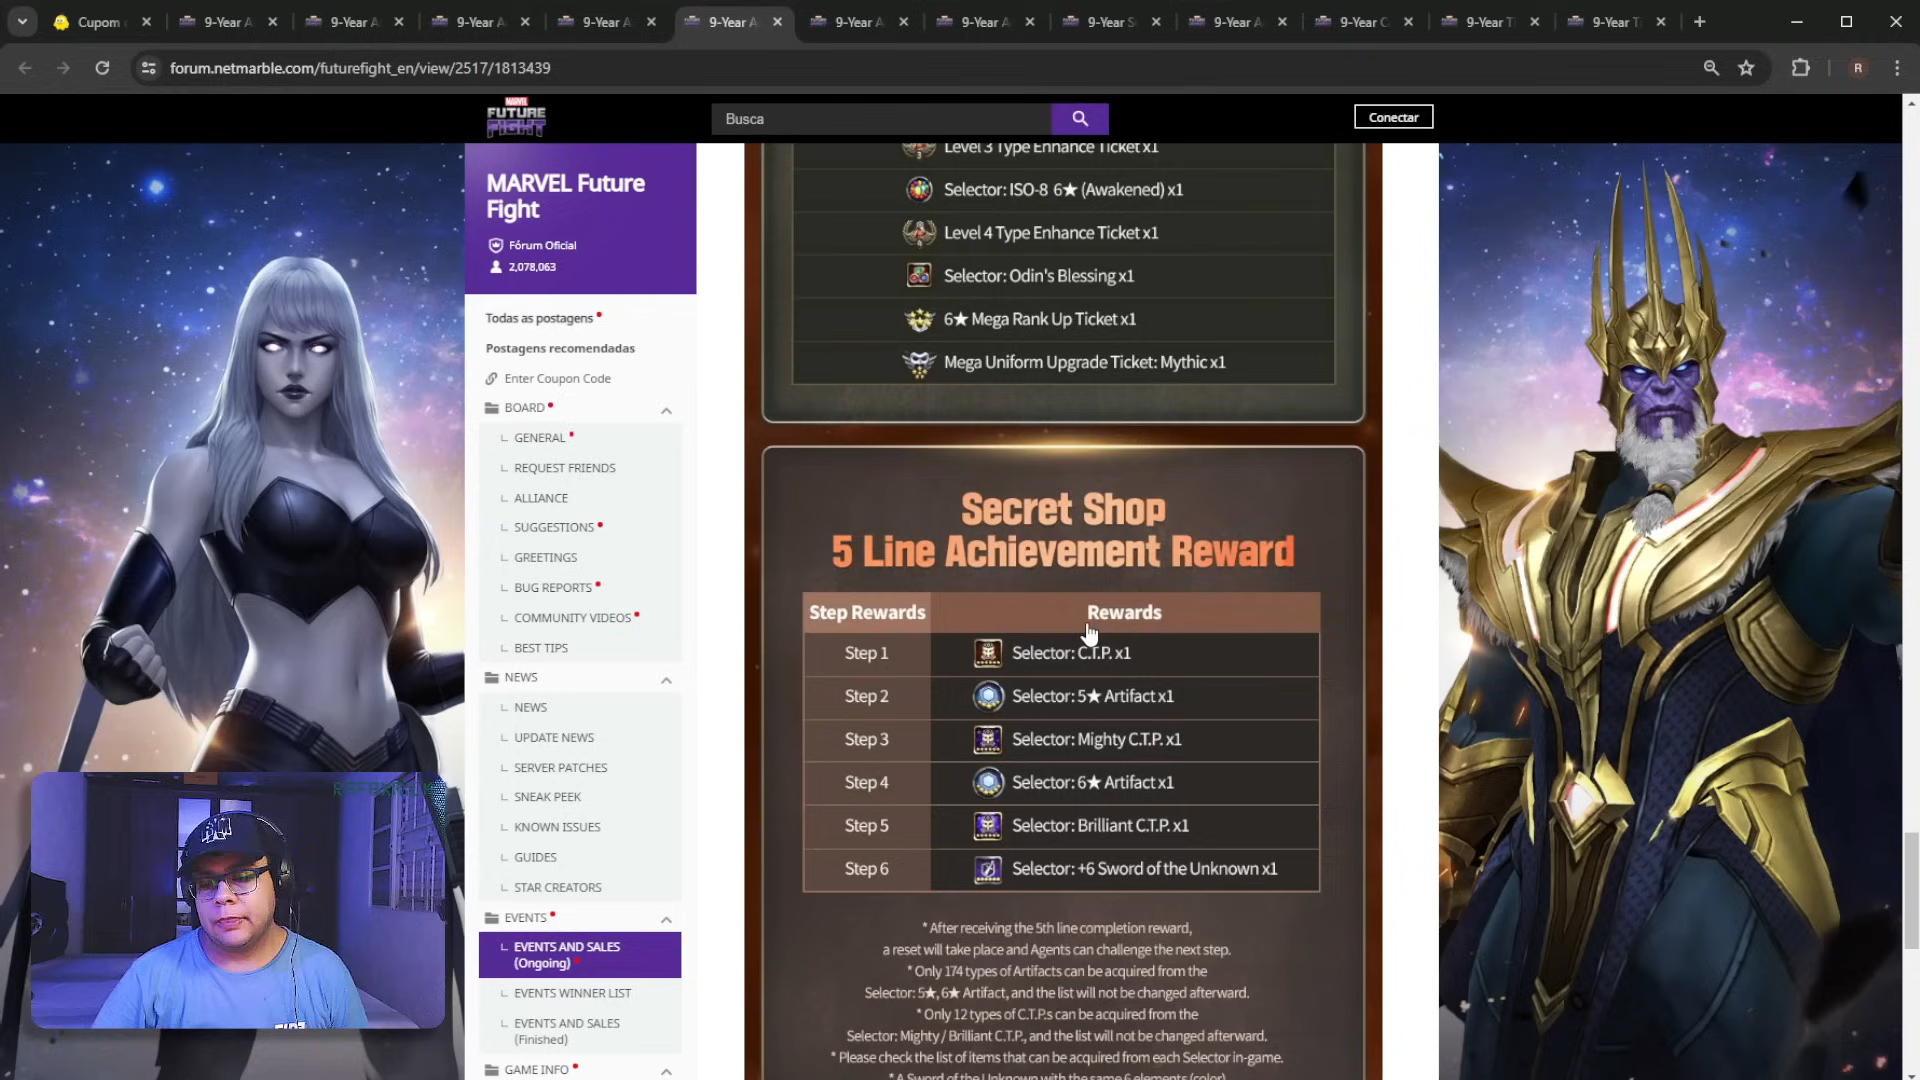 Cupom
9-Year A
9-Year A
9-Year A
9-Year A
9-Year A
9-Year A
9-Year A
9-Year S
9-Year A
9-Year C
9-Year T
9-Year T
forum.netmarble.com/futurefight_en/view/2517/1813439
R
MARVEL
FUTURE
FIGHT
Busca
Conectar
MARVEL Future
Fight
Fórum Oficial
2,078,063
Todas as postagens
Postagens recomendadas
Enter Coupon Code
BOARD
GENERAL
REQUEST FRIENDS
ALLIANCE
SUGGESTIONS
GREETINGS
BUG REPORTS
COMMUNITY VIDEOS
BEST TIPS
NEWS
NEWS
UPDATE NEWS
SERVER PATCHES
SNEAK PEEK
KNOWN ISSUES
GUIDES
STAR CREATORS
EVENTS
EVENTS AND SALES
(Ongoing)
EVENTS WINNER LIST
EVENTS AND SALES
(Finished)
GAME INFO
Level 3 Type Enhance Ticket x1
Selector: ISO-8 6★ (Awakened) x1
Level 4 Type Enhance Ticket x1
Selector: Odin's Blessing x1
6★ Mega Rank Up Ticket x1
Mega Uniform Upgrade Ticket: Mythic x1
Secret Shop
5 Line Achievement Reward
Step Rewards Rewards
Step 1 Selector: C.T.P. x1
Step 2 Selector: 5★ Artifact x1
Step 3 Selector: Mighty C.T.P. x1
Step 4 Selector: 6★ Artifact x1
Step 5 Selector: Brilliant C.T.P. x1
Step 6 Selector: +6 Sword of the Unknown x1
* After receiving the 5th line completion reward,
a reset will take place and Agents can challenge the next step.
* Only 174 types of Artifacts can be acquired from the
Selector: 5★, 6★ Artifact, and the list will not be changed afterward.
* Only 12 types of C.T.P.s can be acquired from the
Selector: Mighty / Brilliant C.T.P., and the list will not be changed afterward.
* Please check the list of items that can be acquired from each Selector in-game.
* A Sword of the Unknown with the same 6 elements (color)